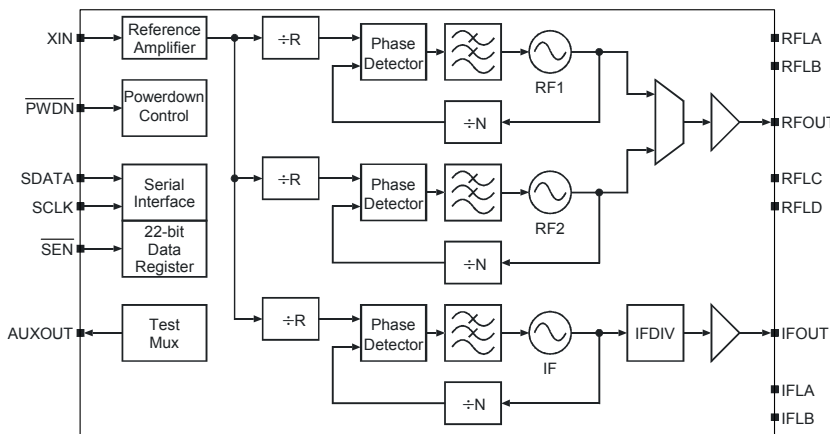 XIN
Reference
Amplifier
÷R
Phase
Detector
RF1
÷N
RFLA
RFLB
PWDN
Powerdown
Control
RFOUT
SDATA
SCLK
Serial
Interface
÷R
Phase
Detector
RF2
÷N
RFLC
RFLD
SEN
22-bit
Data
Register
AUXOUT
Test
Mux
÷R
Phase
Detector
IF
÷N
IFDIV
IFOUT
IFLA
IFLB